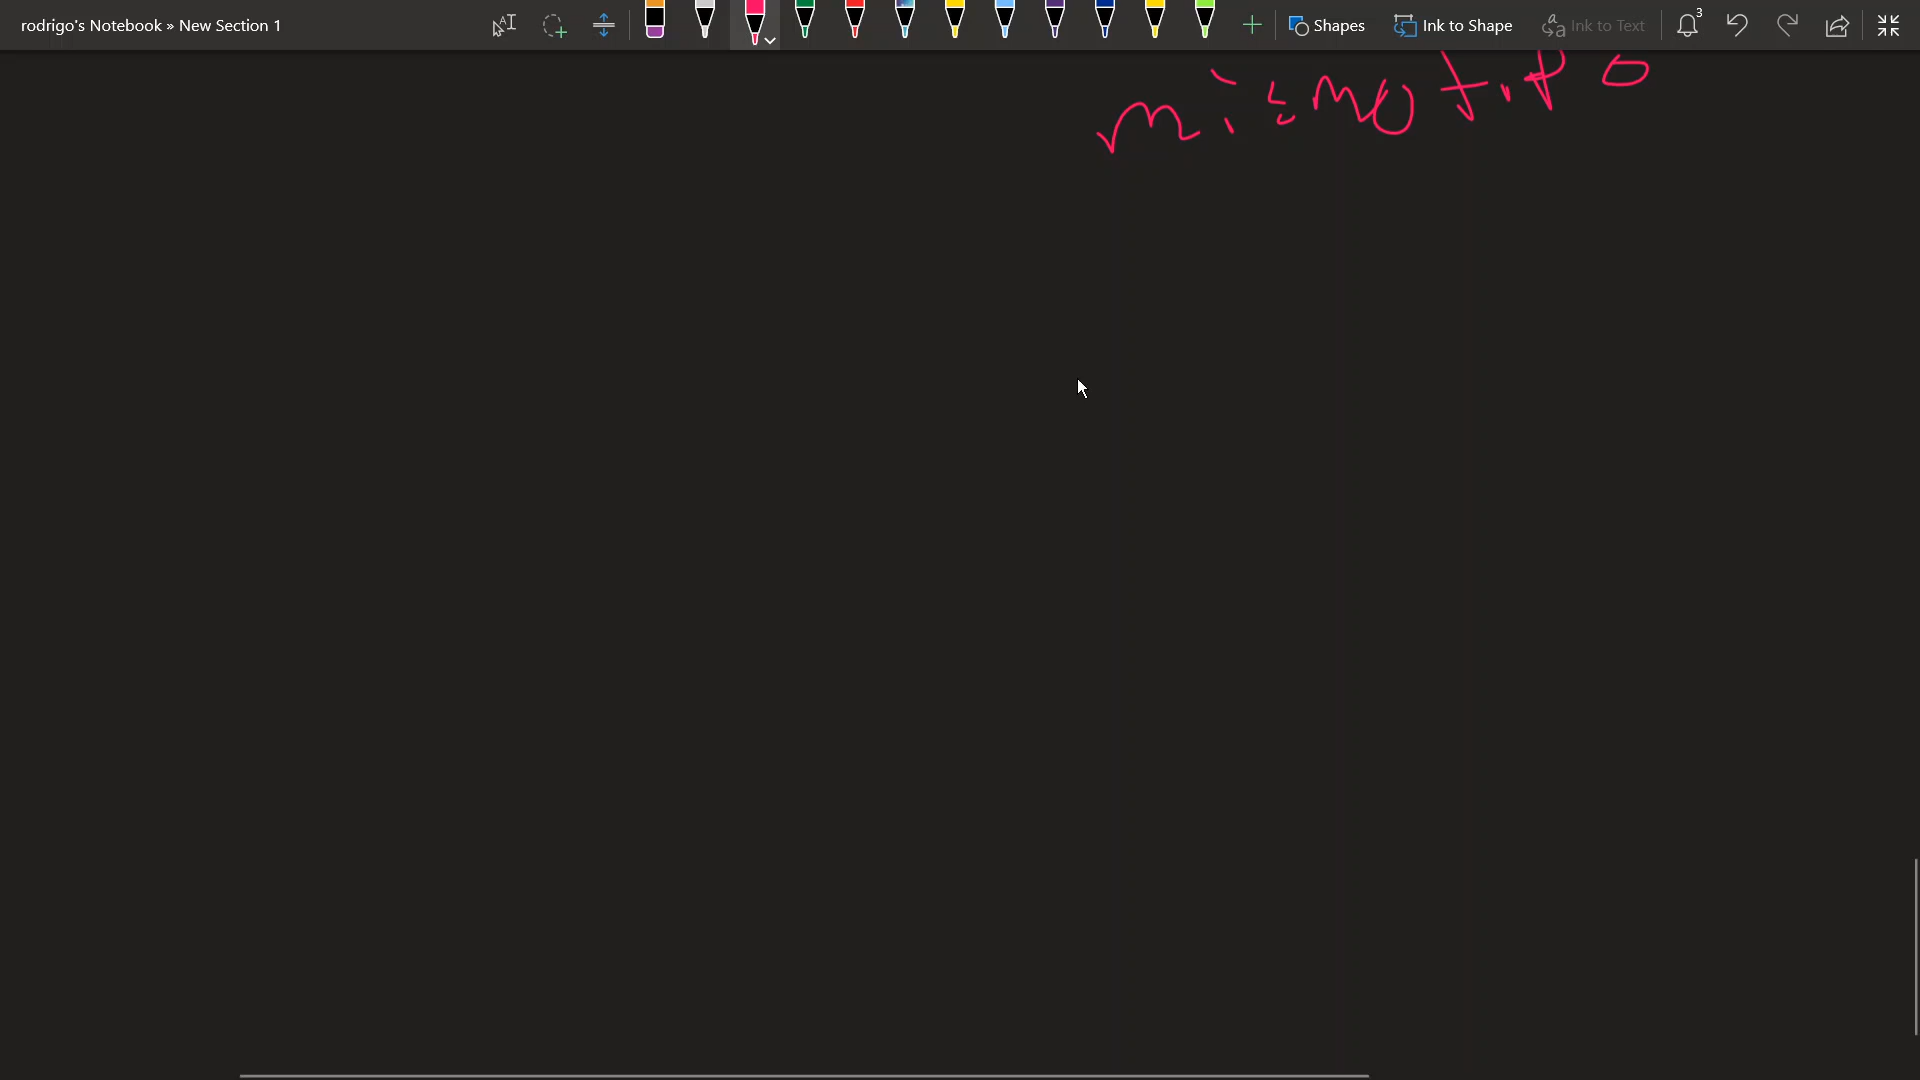 rodrigo's Notebook » New Section 1
Shapes
Ink to Shape
Ink to Text
3
mismo tipo